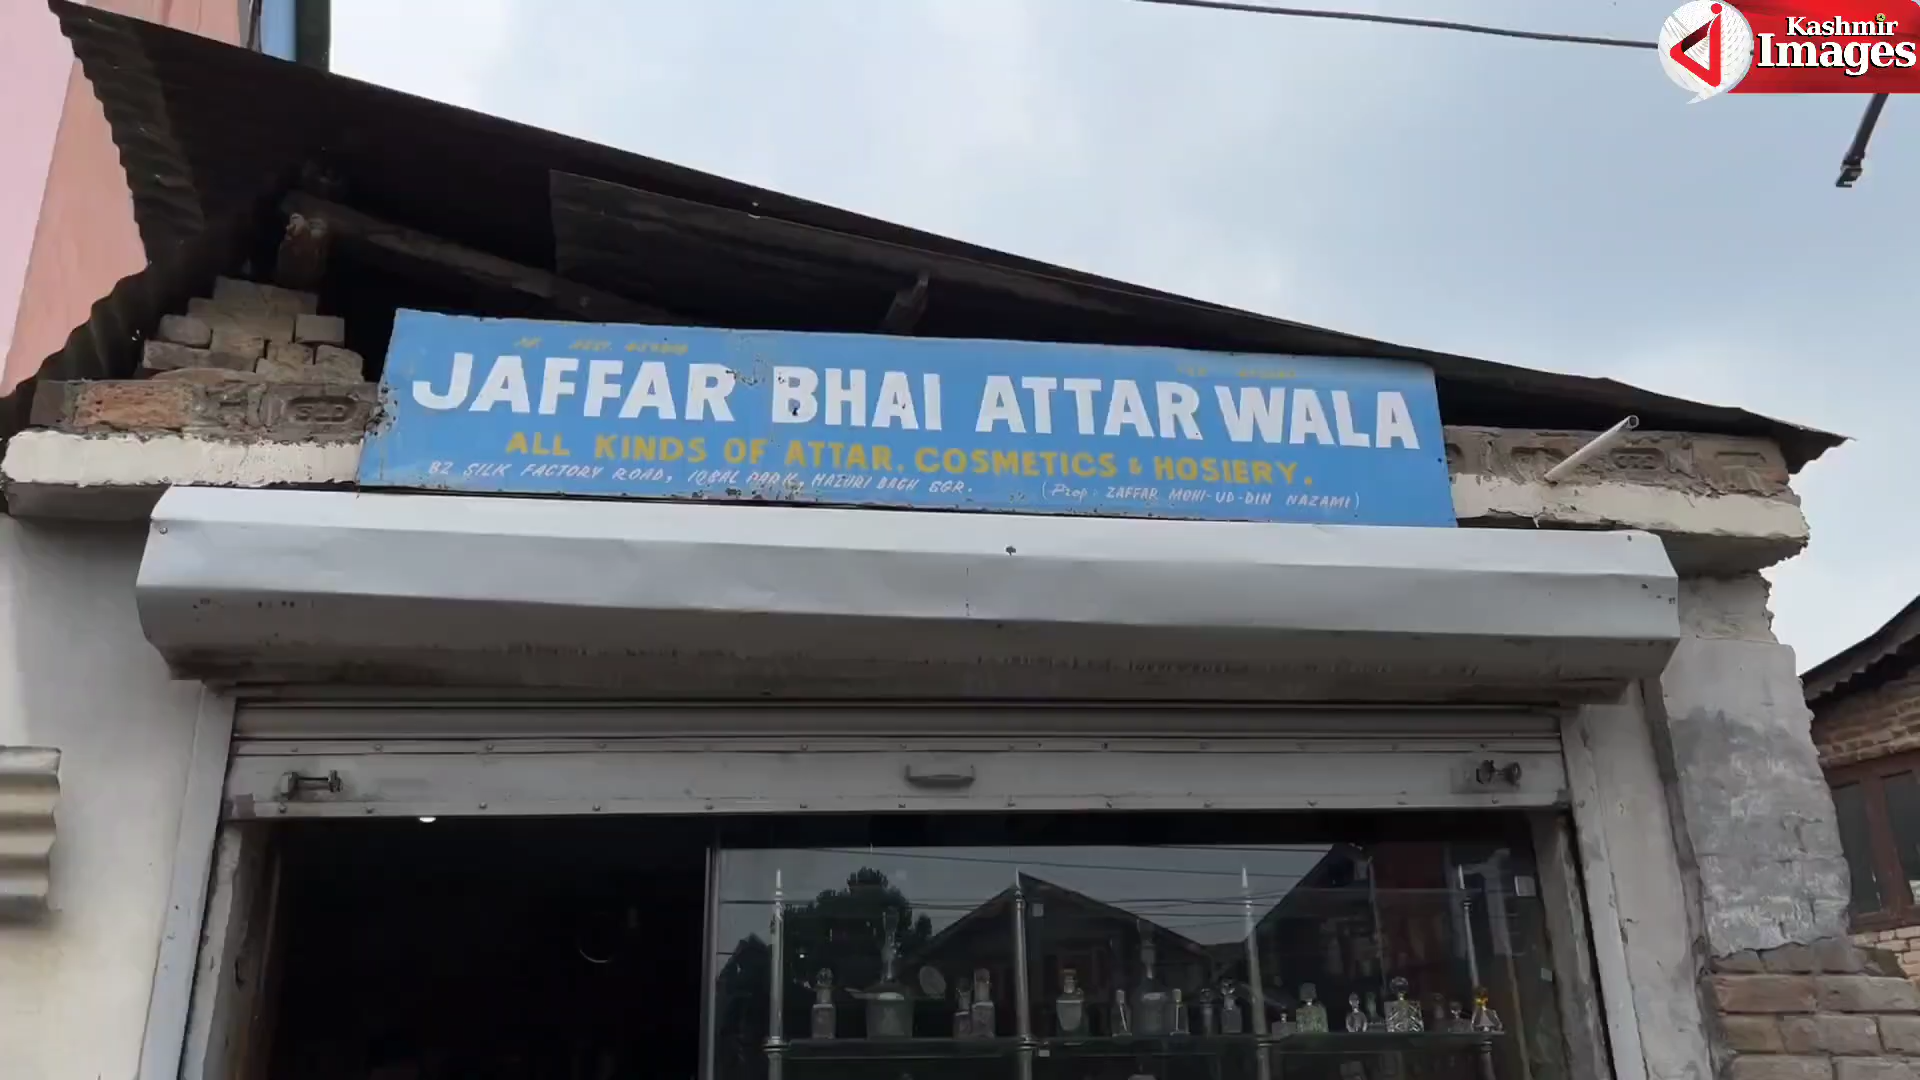 Kashmir
Images
JAFFAR BHAI ATTAR WALA
ALL KINDS OF ATTAR, COSMETICS & HOSIERY.
82 SILK FACTORY ROAD, IQBAL PARK, HAZURI BAGH SGR.
(Prop: ZAFFAR MOHI-UD-DIN NAZAMI)